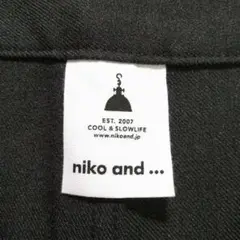 EST. 2007
COOL & SLOWLIFE
www.nikoand.jp
niko and ...